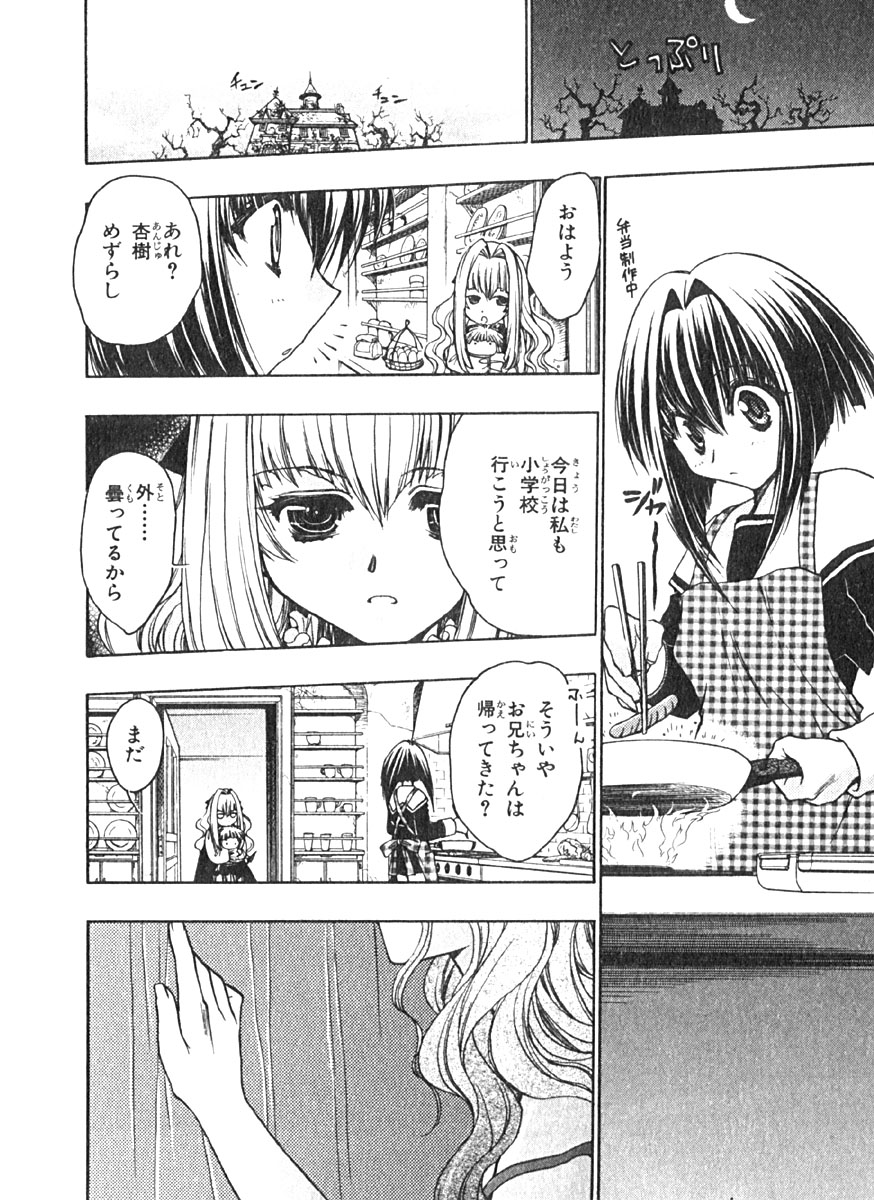 とっぷり
チュン
チュン
弁当制作中
ジャーー
おはよう
あれ?
杏樹
めずらし
今日は私も
小学校
行こうと思って
外……
曇ってるから
ふーん
そういや
お兄ちゃんは
帰ってきた?
まだ